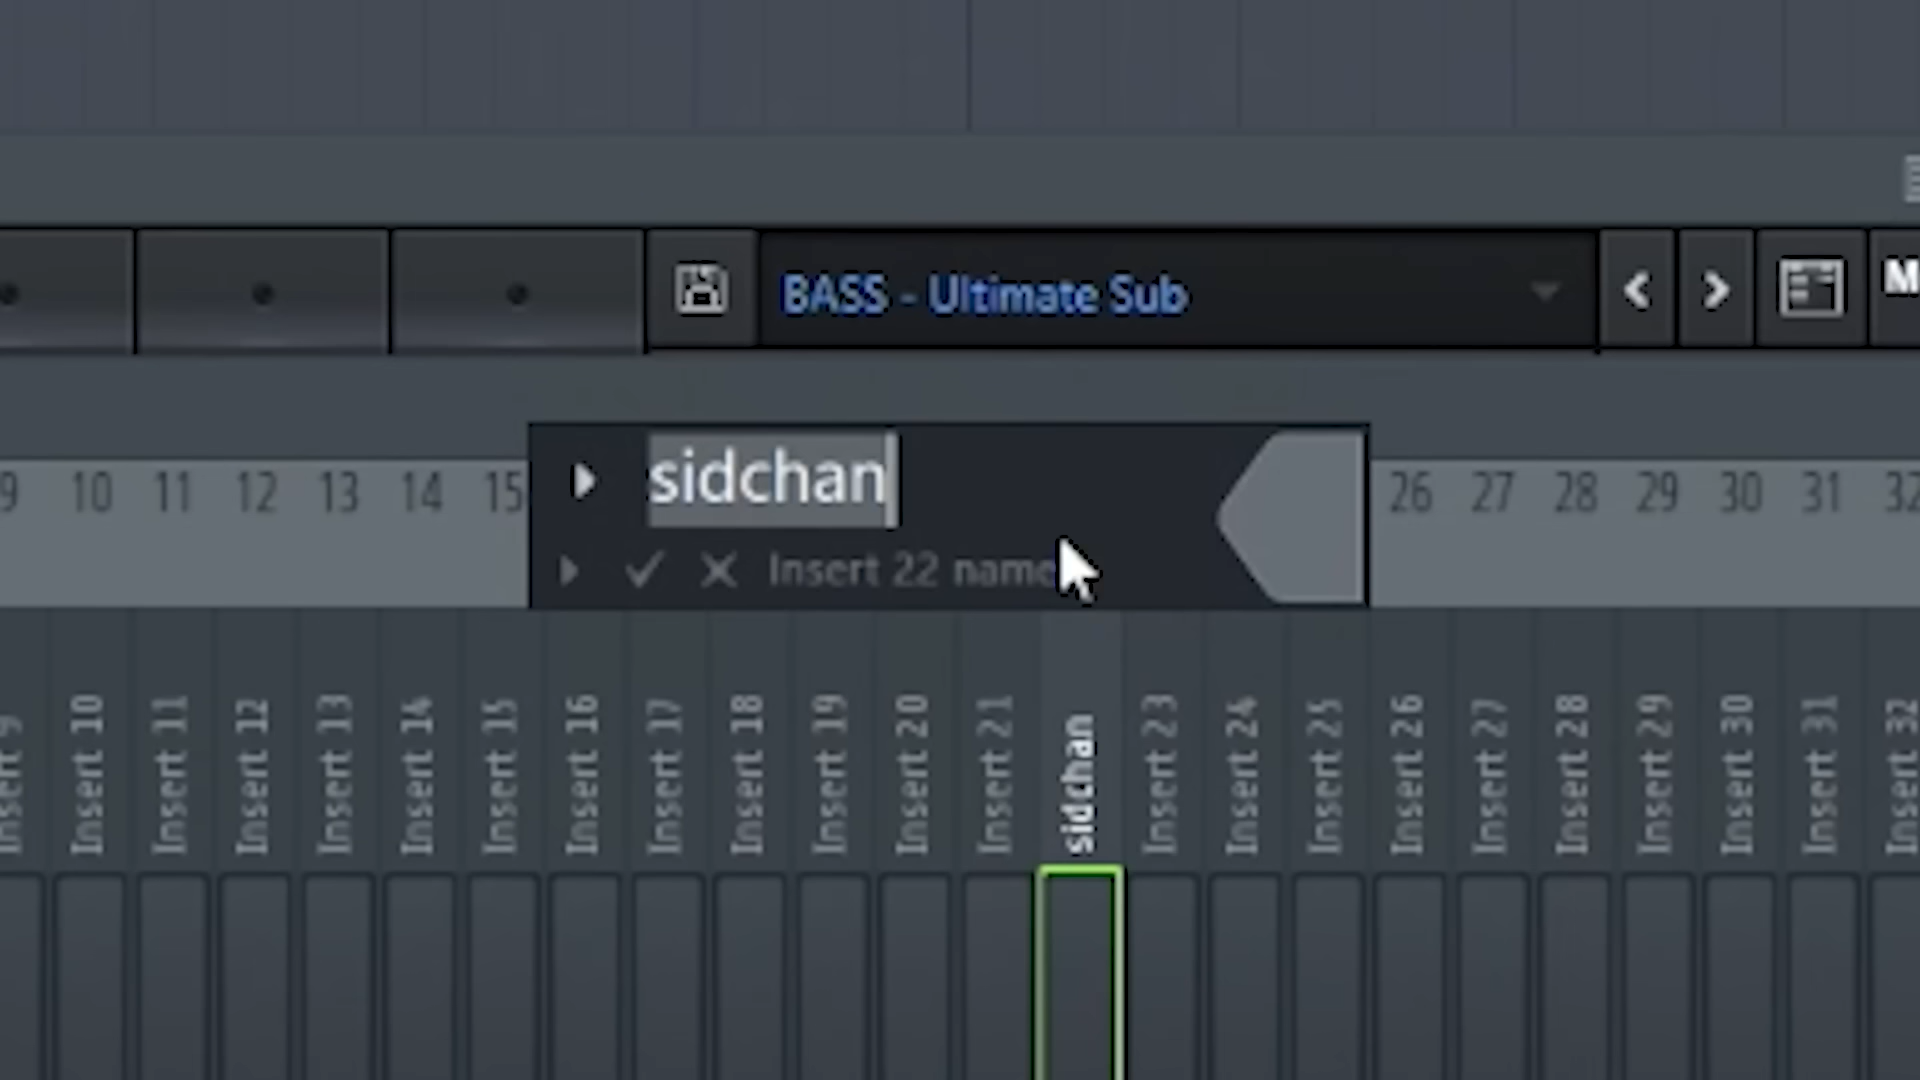 BASS - Ultimate Sub
M
sidchan
Insert 22 name
9 10 11 12 13 14 15 26 27 28 29 30 31 32
Insert 9
Insert 10
Insert 11
Insert 12
Insert 13
Insert 14
Insert 15
Insert 16
Insert 17
Insert 18
Insert 19
Insert 20
Insert 21
sidchan
Insert 23
Insert 24
Insert 25
Insert 26
Insert 27
Insert 28
Insert 29
Insert 30
Insert 31
Insert 32